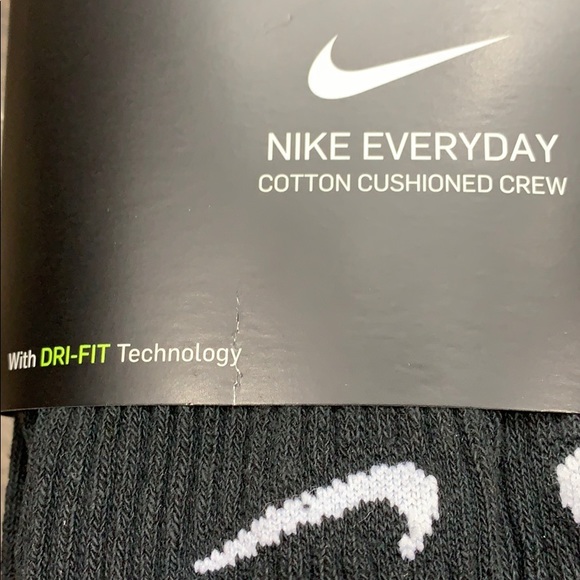 NIKE EVERYDAY
COTTON CUSHIONED CREW
With DRI-FIT Technology